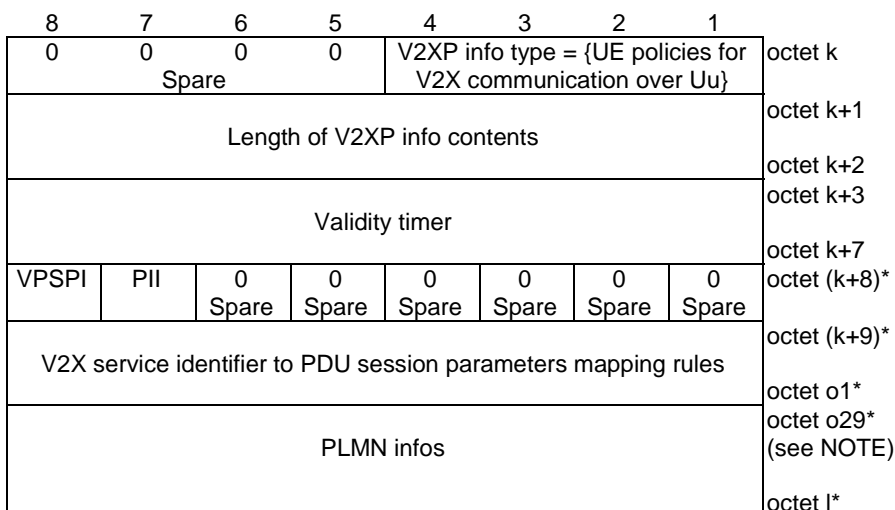 8 7 6 5 4 3 2 1
0 0 0 0 V2XP info type = {UE policies for octet k
Spare V2X communication over Uu}
octet k+1
Length of V2XP info contents
octet k+2
octet k+3
Validity timer
octet k+7
VPSPI PII 0 0 0 0 0 0 octet (k+8)*
Spare Spare Spare Spare Spare Spare
octet (k+9)*
V2X service identifier to PDU session parameters mapping rules
octet o1*
octet o29*
PLMN infos (see NOTE)
octet l*